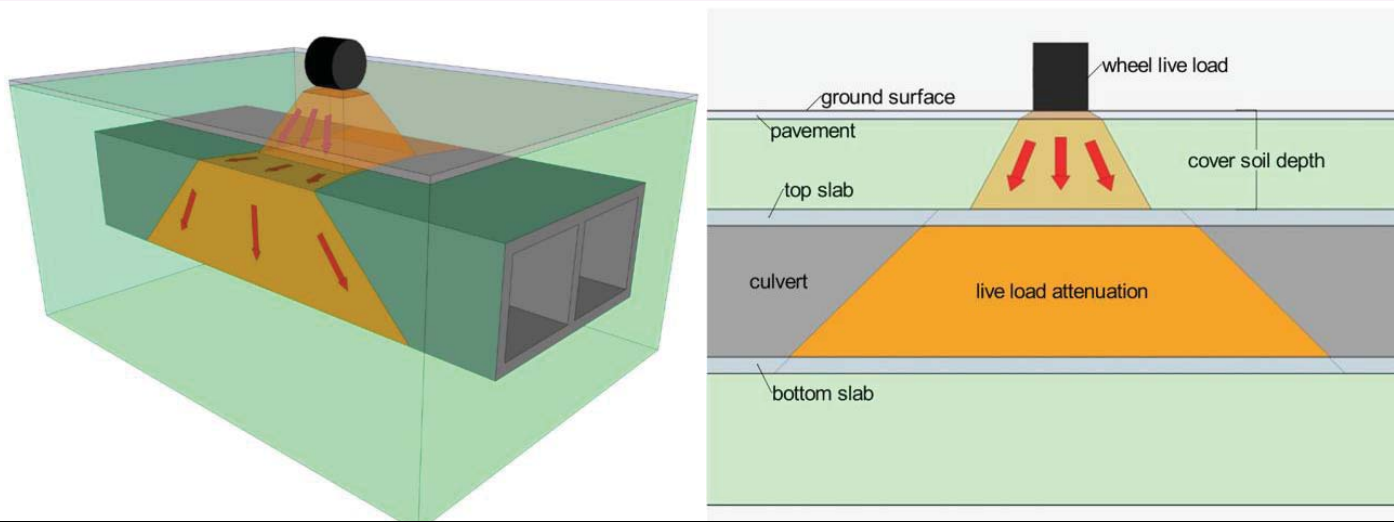 wheel live load
ground surface
pavement
cover soil depth
top slab
culvert
live load attenuation
bottom slab